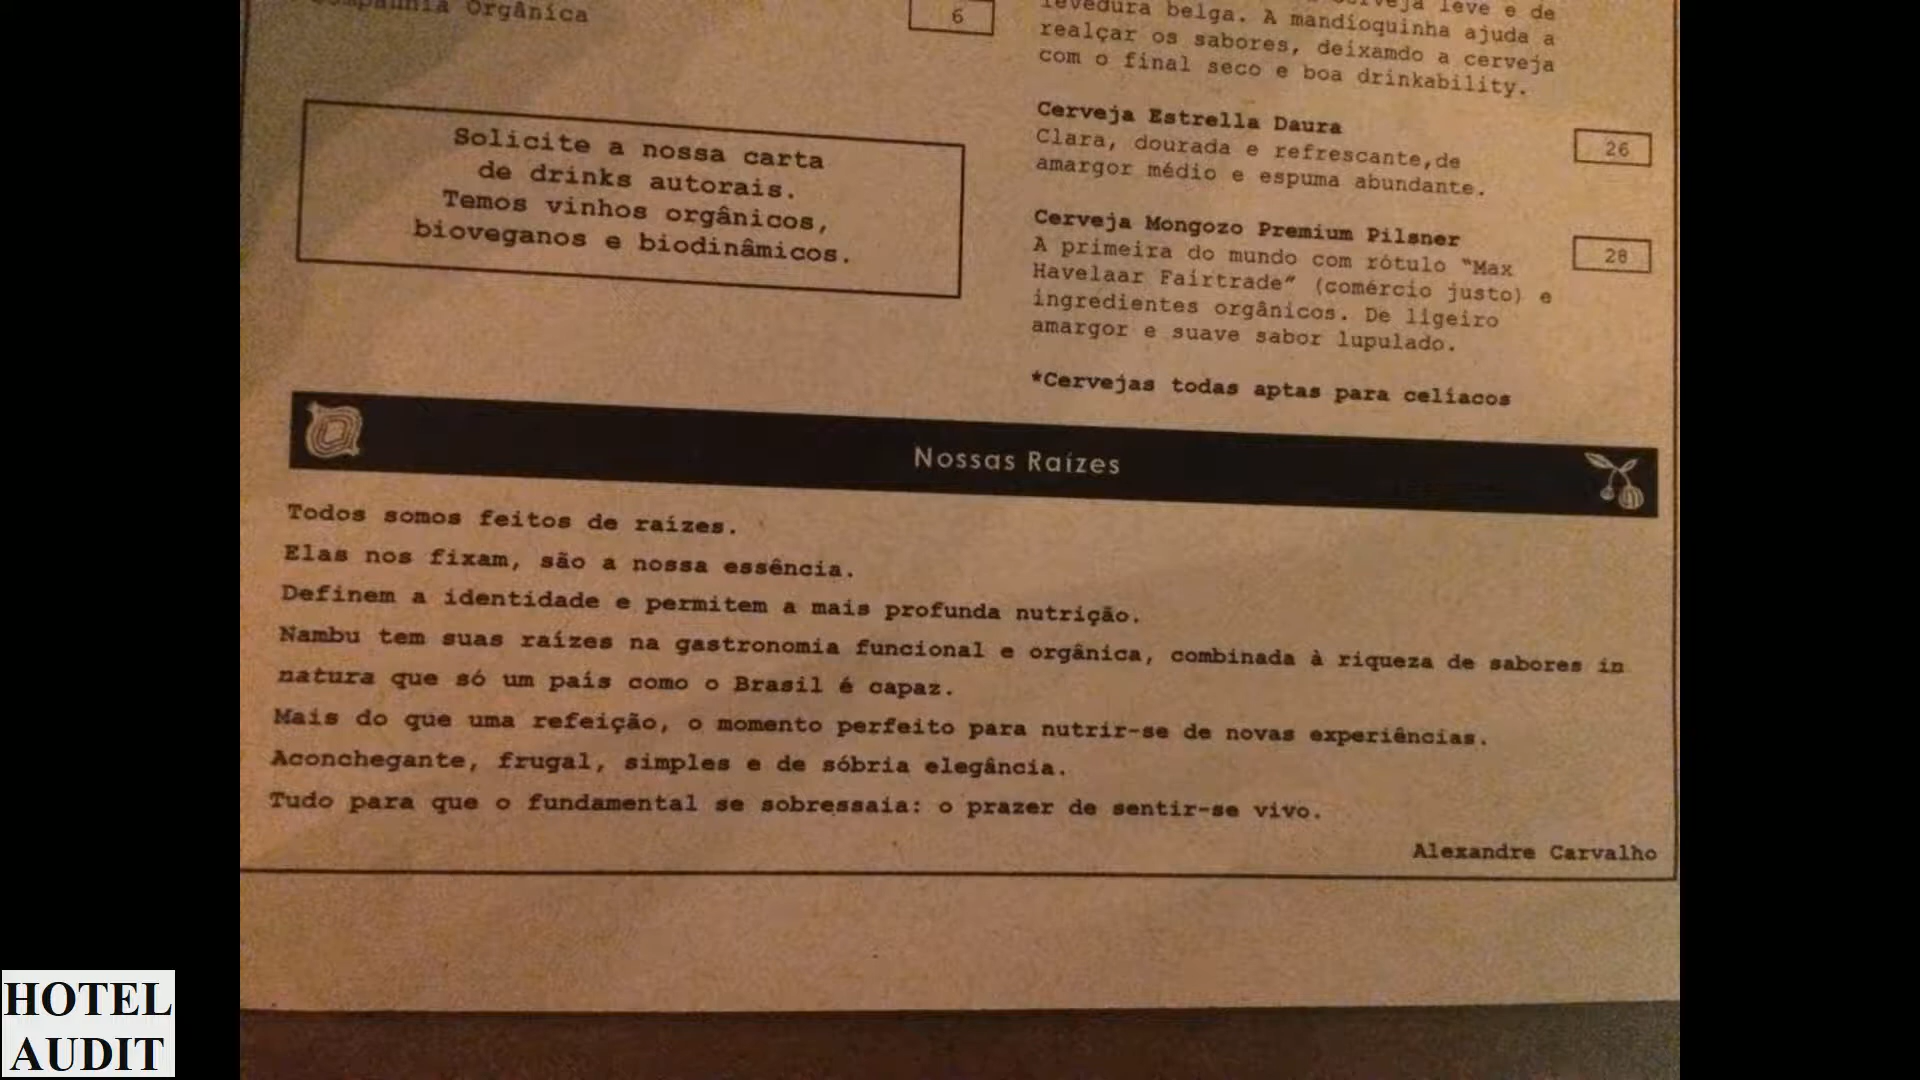 Orgânica
6
Solicite a nossa carta
de drinks autorais.
Temos vinhos orgânicos,
bioveganos e biodinâmicos.
leve e de
levedura belga. A mandioquinha ajuda a
realçar os sabores, deixamdo a cerveja
com o final seco e boa drinkability.
Cerveja Estrella Daura
26
Clara, dourada e refrescante,de
amargor médio e espuma abundante.
Cerveja Mongozo Premium Pilsner
28
A primeira do mundo com rótulo "Max
Havelaar Fairtrade" (comércio justo) e
ingredientes orgânicos. De ligeiro
amargor e suave sabor lupulado.
*Cervejas todas aptas para celíacos
Nossas Raízes
Todos somos feitos de raízes.
Elas nos fixam, são a nossa essência.
Definem a identidade e permitem a mais profunda nutrição.
Nambu tem suas raízes na gastronomia funcional e orgânica, combinada à riqueza de sabores in
natura que só um país como o Brasil é capaz.
Mais do que uma refeição, o momento perfeito para nutrir-se de novas experiências.
Aconchegante, frugal, simples e de sóbria elegância.
Tudo para que o fundamental se sobressaia: o prazer de sentir-se vivo.
Alexandre Carvalho
HOTEL
AUDIT